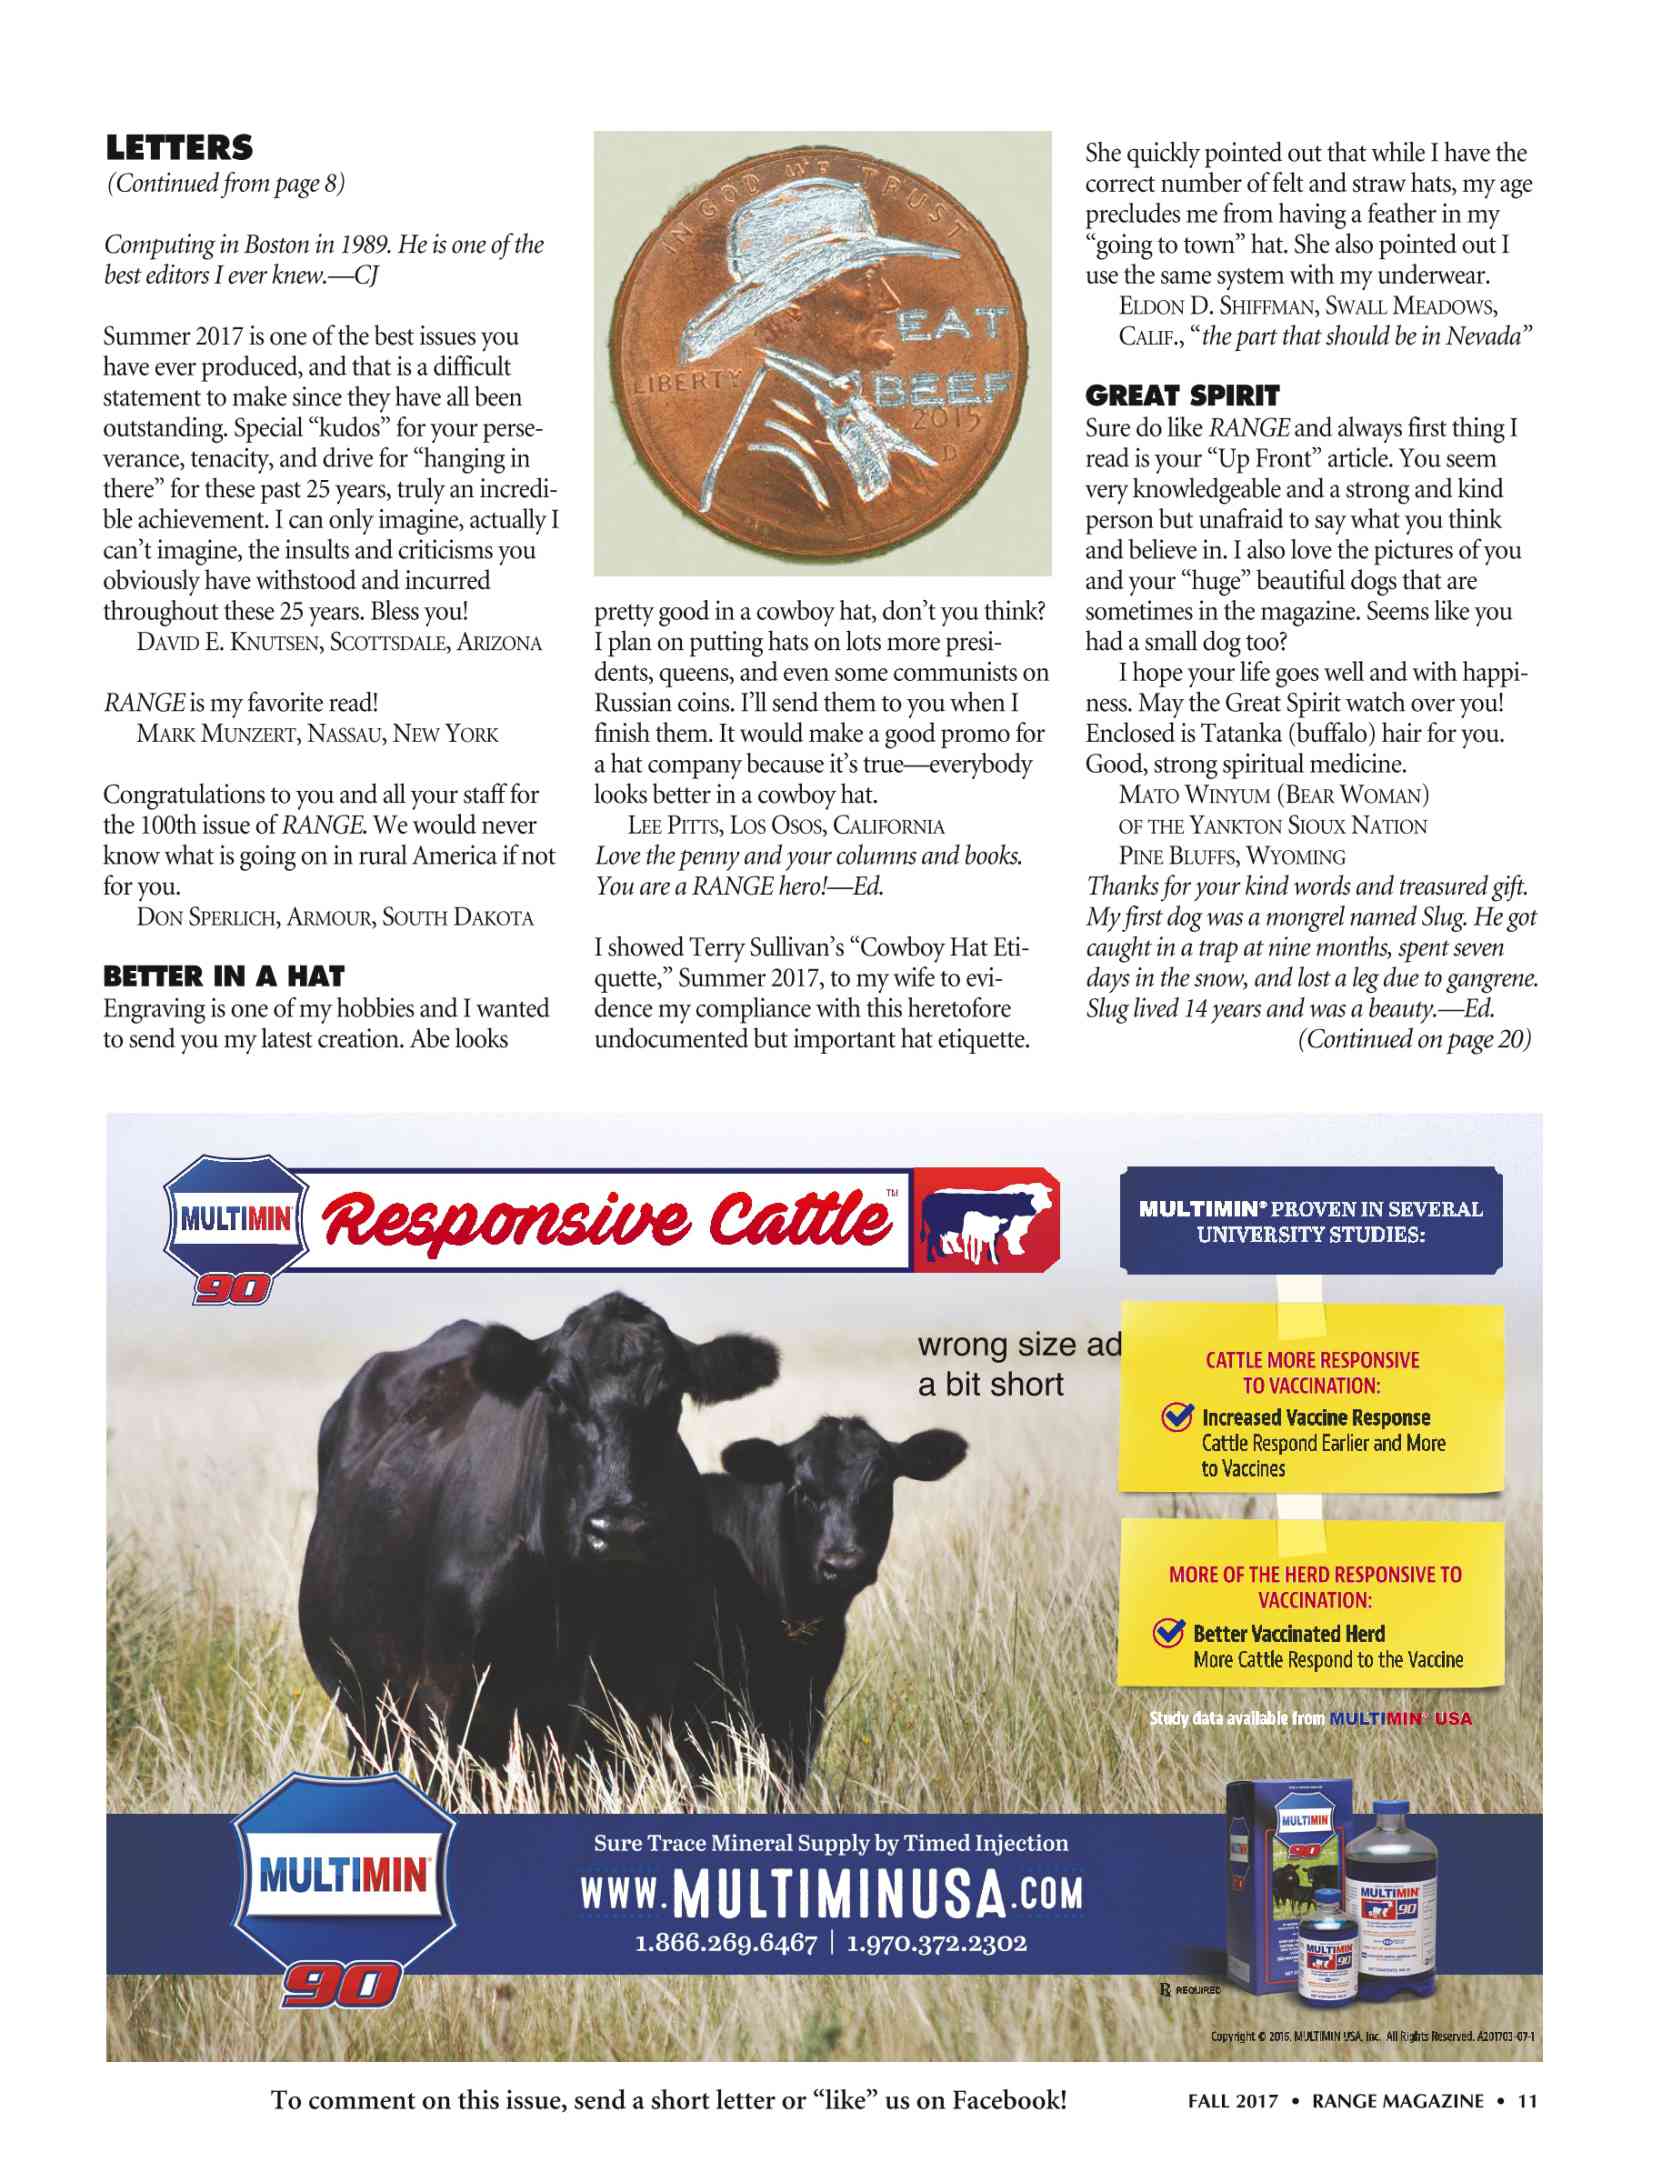 LETTERS
(Continued from page 8)
Computing in Boston in 1989. He is one of the
best editors I ever knew.—CJ
Summer 2017 is one of the best issues you
have ever produced, and that is a difficult
statement to make since they have all been
outstanding. Special “kudos” for your perse-
verance, tenacity, and drive for “hanging in
there” for these past 25 years, truly an incredi-
ble achievement. I can only imagine, actually I
can’t imagine, the insults and criticisms you
obviously have withstood and incurred
throughout these 25 years. Bless you!
DAVID E. KNUTSEN, SCOTTSDALE, ARIZONA
RANGE is my favorite read!
MARK MUNZERT, NASSAU, NEW YORK
Congratulations to you and all your staff for
the 100th issue of RANGE. We would never
know what is going on in rural America if not
for you.
DON SPERLICH, ARMOUR, SOUTH DAKOTA
BETTER IN A HAT
Engraving is one of my hobbies and I wanted
to send you my latest creation. Abe looks
IN GOD WE TRUST
EAT
LIBERTY
BEEF
2015
D
pretty good in a cowboy hat, don’t you think?
I plan on putting hats on lots more presi-
dents, queens, and even some communists on
Russian coins. I’ll send them to you when I
finish them. It would make a good promo for
a hat company because it’s true—everybody
looks better in a cowboy hat.
LEE PITTS, LOS OSOS, CALIFORNIA
Love the penny and your columns and books.
You are a RANGE hero!—Ed.
I showed Terry Sullivan’s “Cowboy Hat Eti-
quette,” Summer 2017, to my wife to evi-
dence my compliance with this heretofore
undocumented but important hat etiquette.
She quickly pointed out that while I have the
correct number of felt and straw hats, my age
precludes me from having a feather in my
“going to town” hat. She also pointed out I
use the same system with my underwear.
ELDON D. SHIFFMAN, SWALL MEADOWS,
CALIF., “the part that should be in Nevada”
GREAT SPIRIT
Sure do like RANGE and always first thing I
read is your “Up Front” article. You seem
very knowledgeable and a strong and kind
person but unafraid to say what you think
and believe in. I also love the pictures of you
and your “huge” beautiful dogs that are
sometimes in the magazine. Seems like you
had a small dog too?
I hope your life goes well and with happi-
ness. May the Great Spirit watch over you!
Enclosed is Tatanka (buffalo) hair for you.
Good, strong spiritual medicine.
MATO WINYUM (BEAR WOMAN)
OF THE YANKTON SIOUX NATION
PINE BLUFFS, WYOMING
Thanks for your kind words and treasured gift.
My first dog was a mongrel named Slug. He got
caught in a trap at nine months, spent seven
days in the snow, and lost a leg due to gangrene.
Slug lived 14 years and was a beauty.—Ed.
(Continued on page 20)
MULTIMIN®
90
Responsive Cattle™
wrong size ad
a bit short
MULTIMIN® PROVEN IN SEVERAL
UNIVERSITY STUDIES:
CATTLE MORE RESPONSIVE
TO VACCINATION:
Increased Vaccine Response
Cattle Respond Earlier and More
to Vaccines
MORE OF THE HERD RESPONSIVE TO
VACCINATION:
Better Vaccinated Herd
More Cattle Respond to the Vaccine
Study data available from MULTIMIN® USA
MULTIMIN®
90
Sure Trace Mineral Supply by Timed Injection
WWW.MULTIMINUSA.COM
1.866.269.6467 | 1.970.372.2302
MULTIMIN
90
MULTIMIN
90
MULTIMIN
90
℞ REQUIRED
Copyright © 2016. MULTIMIN USA, Inc. All Rights Reserved. A201703-07-1
To comment on this issue, send a short letter or “like” us on Facebook!
FALL 2017 • RANGE MAGAZINE • 11